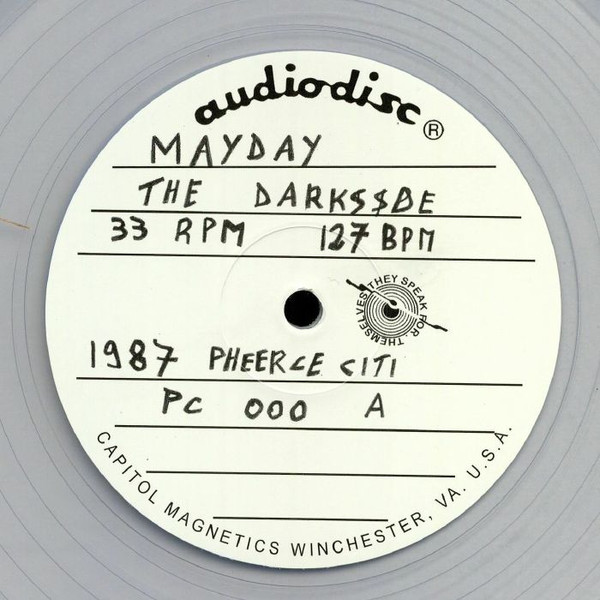 audiodisc ®
MAYDAY
THE DARKS$DE
33 RPM 127 BPM
THEY SPEAK FOR THEMSELVES
1987 PHEERCE CITI
PC 000 A
CAPITOL MAGNETICS WINCHESTER, VA. U.S.A.